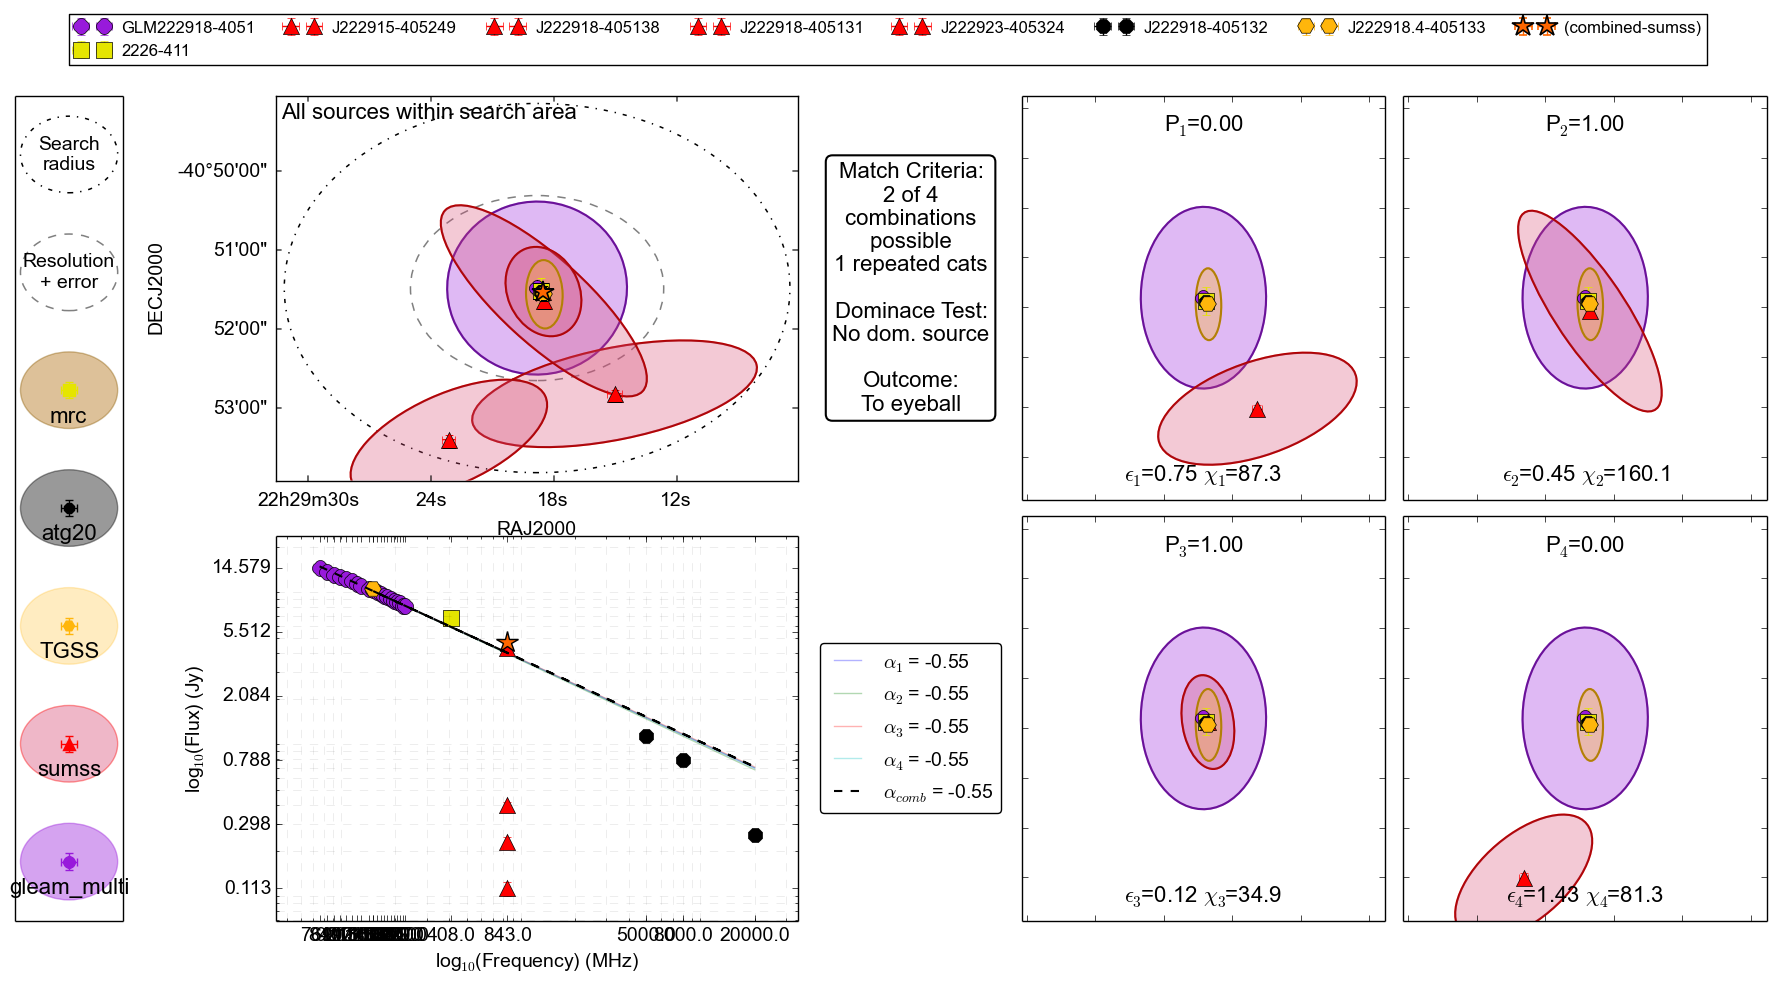 GLM222918-4051 J222915-405249 J222918-405138 J222918-405131 J222923-405324 J222918-405132 J222918.4-405133 (combined-sumss)
2226-411
Search
radius
Resolution
+ error
mrc
atg20
TGSS
sumss
gleam_multi
All sources within search area
DECJ2000
-40°50'00"
51'00"
52'00"
53'00"
22h29m30s 24s 18s 12s
RAJ2000
Match Criteria:
2 of 4
combinations
possible
1 repeated cats
Dominace Test:
No dom. source
Outcome:
To eyeball
P1=0.00
ϵ1=0.75 χ1=87.3
P2=1.00
ϵ2=0.45 χ2=160.1
P3=1.00
ϵ3=0.12 χ3=34.9
P4=0.00
ϵ4=1.43 χ4=81.3
log10(Flux) (Jy)
14.579
5.512
2.084
0.788
0.298
0.113
408.0 843.0 5000.0 8000.0 20000.0
log10(Frequency) (MHz)
α1 = -0.55
α2 = -0.55
α3 = -0.55
α4 = -0.55
αcomb = -0.55